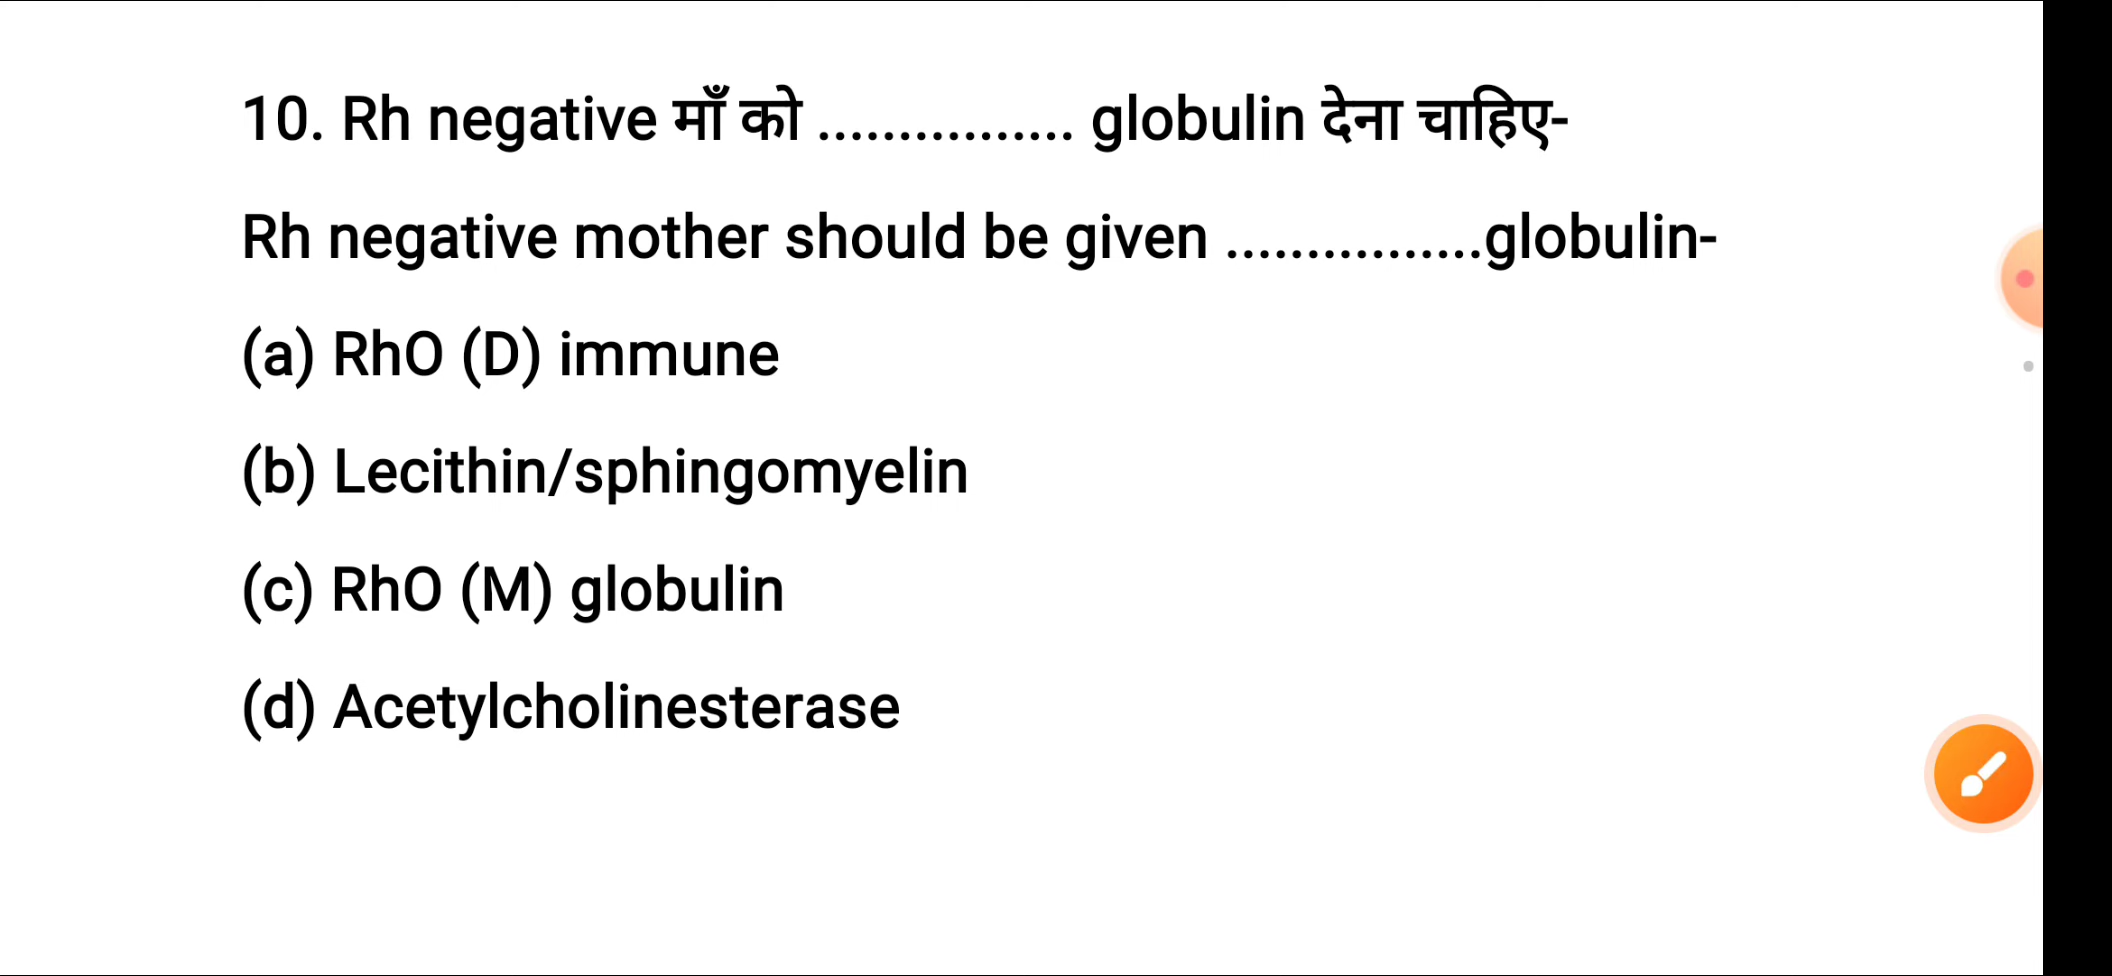 10. Rh negative माँ को ................ globulin देना चाहिए-
Rh negative mother should be given ................globulin-
(a) RhO (D) immune
(b) Lecithin/sphingomyelin
(c) RhO (M) globulin
(d) Acetylcholinesterase